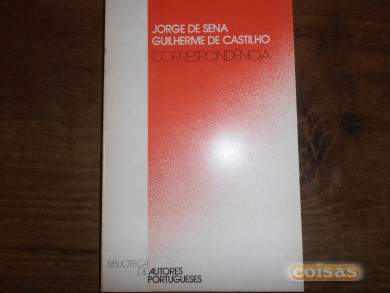 JORGE DE SENA
GUILHERME DE CASTILHO
CORRESPONDÊNCIA
BIBLIOTECA
DE AUTORES
PORTUGUESES
coisas